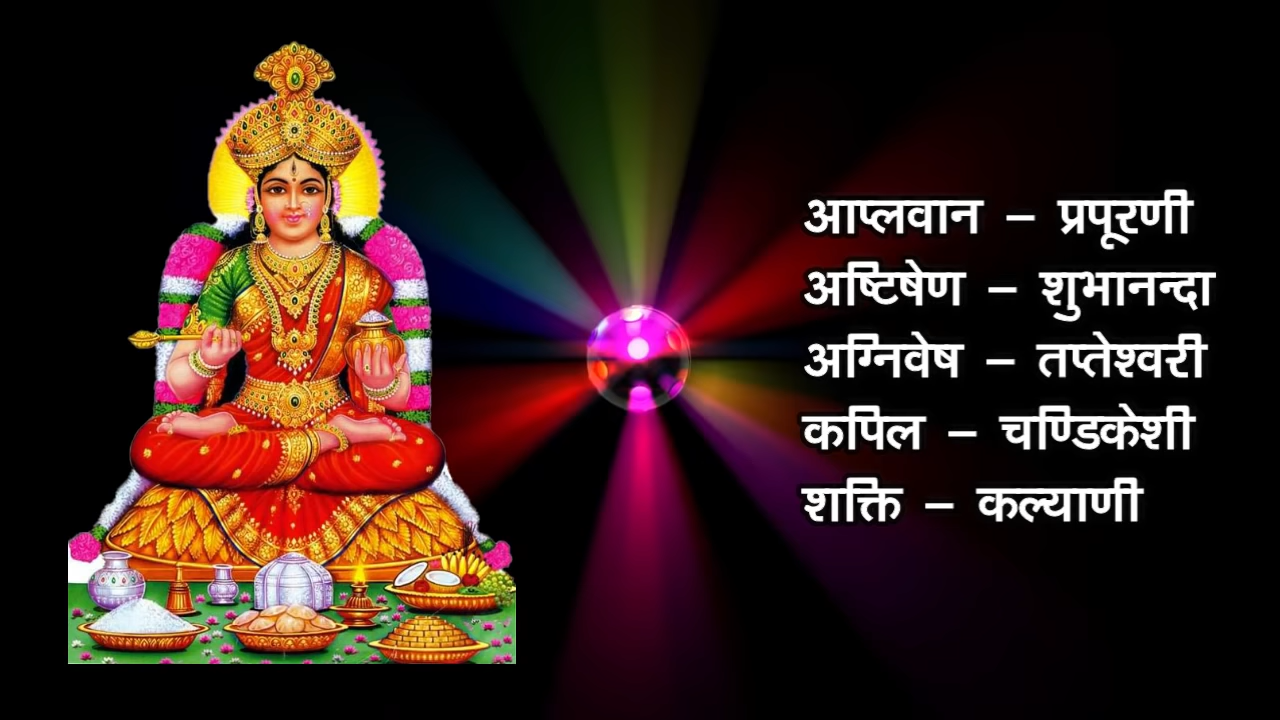 आप्लवान – प्रपूरणी
अष्टिषेण – शुभानन्दा
अग्निवेष – तप्तेश्वरी
कपिल – चण्डिकेशी
शक्ति – कल्याणी